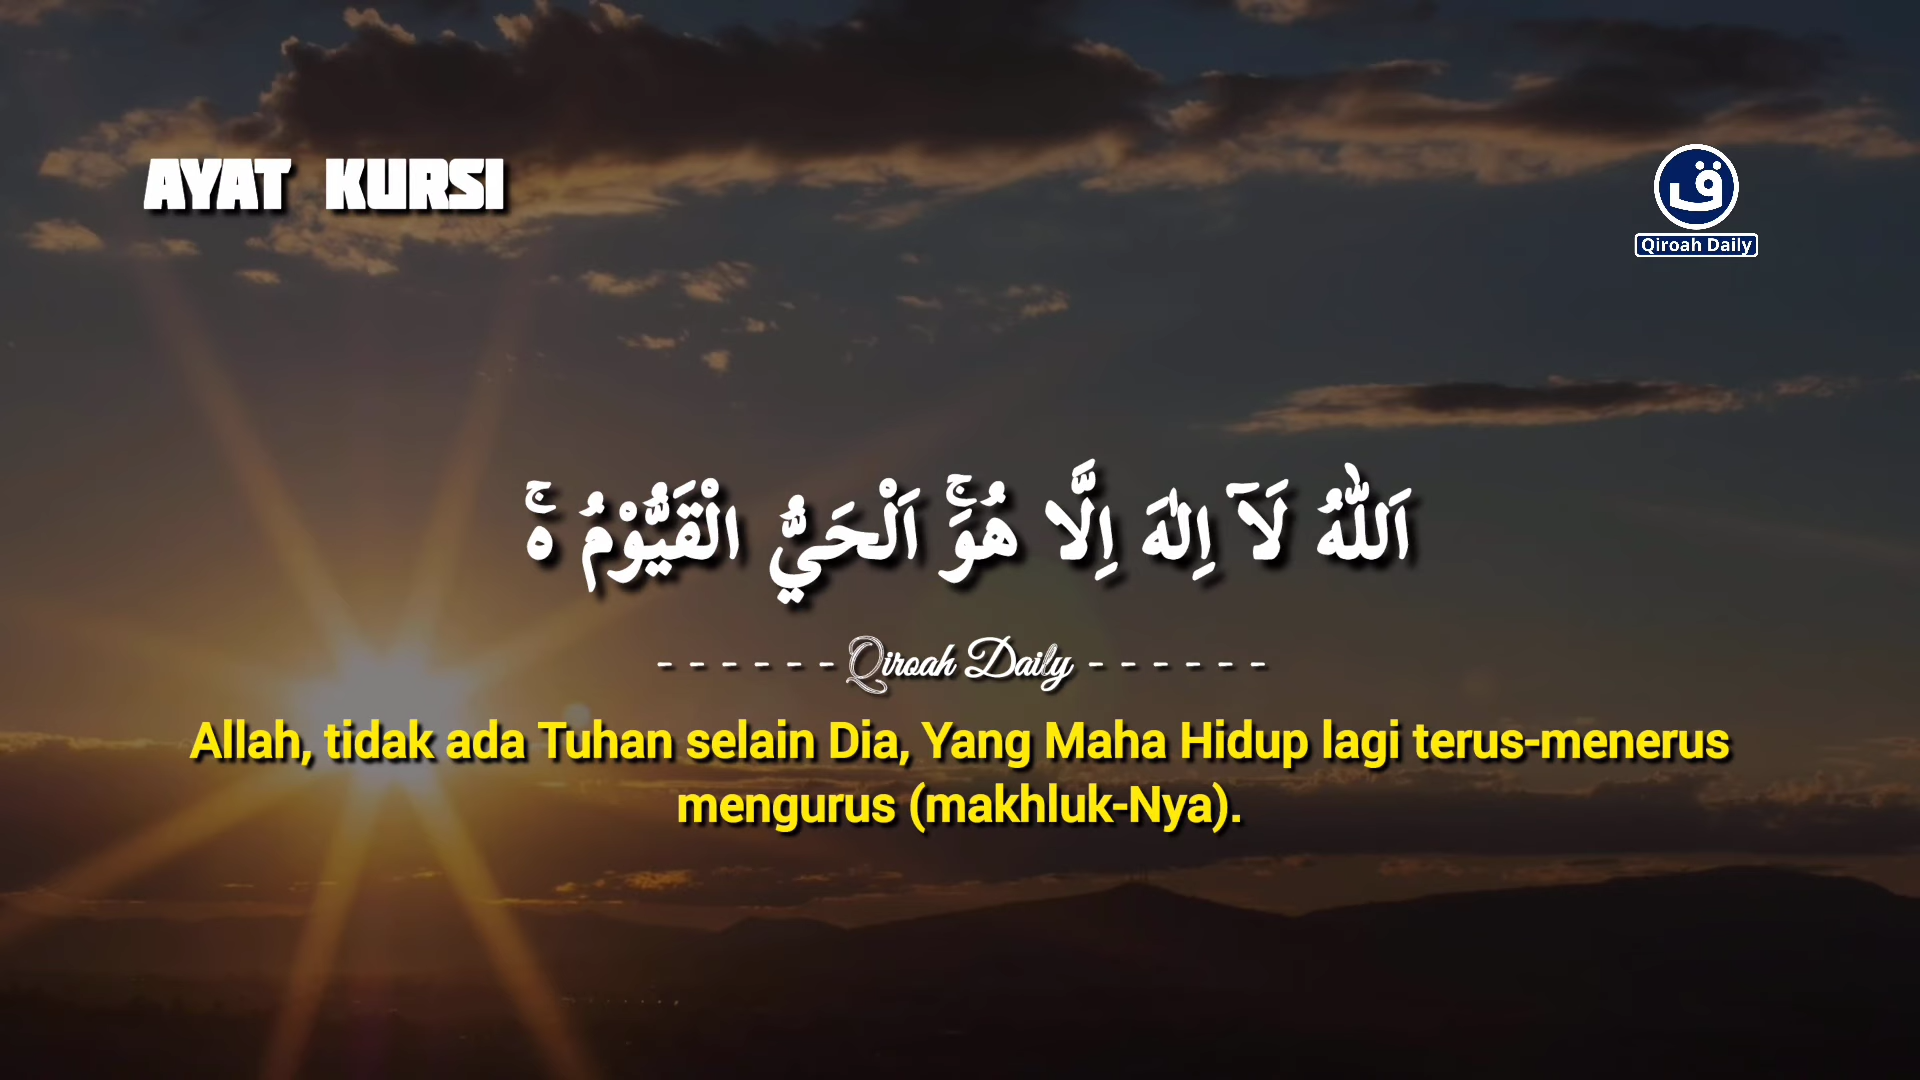 AYAT KURSI
ق
Qiroah Daily
اَللّٰهُ لَآ اِلٰهَ اِلَّا هُوَۚ اَلْحَيُّ الْقَيُّوْمُ ەۚ
- - - - - - Qiroah Daily - - - - - -
Allah, tidak ada Tuhan selain Dia, Yang Maha Hidup lagi terus-menerus
mengurus (makhluk-Nya).